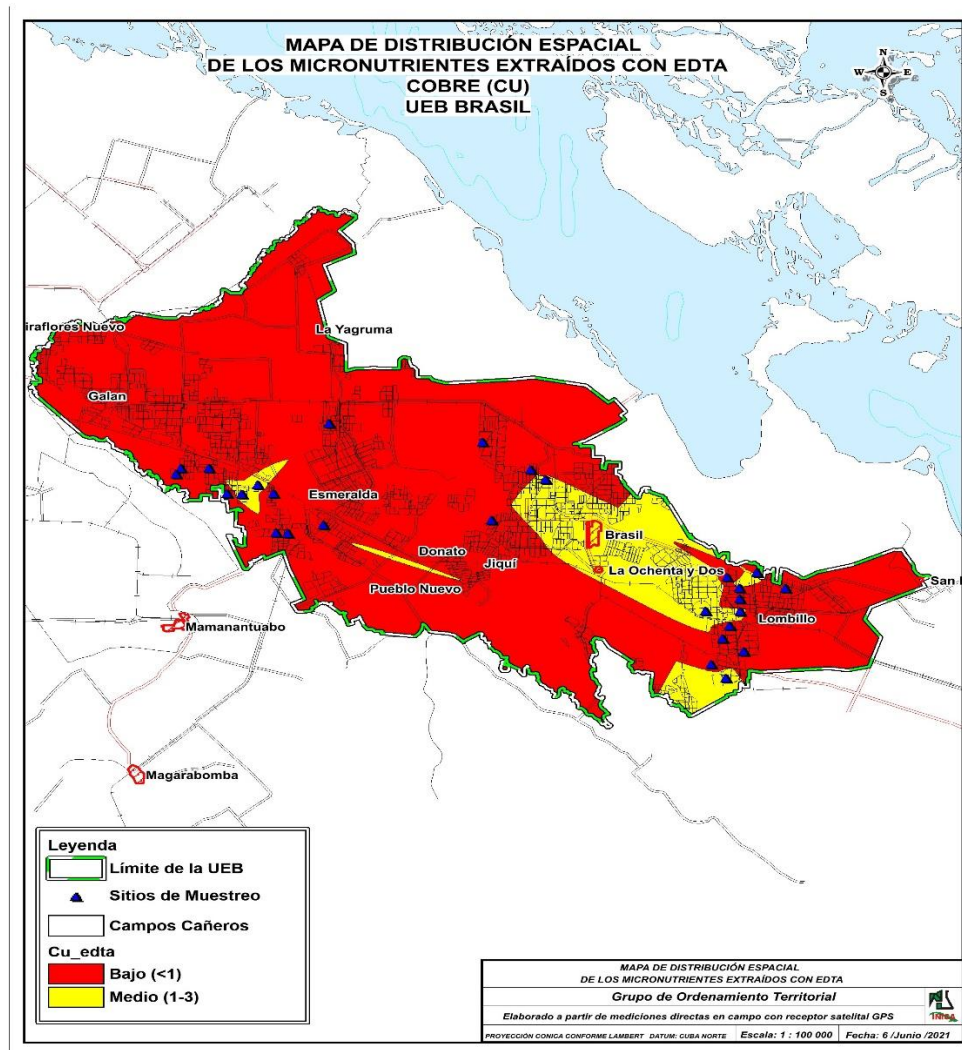 MAPA DE DISTRIBUCIÓN ESPACIAL
DE LOS MICRONUTRIENTES EXTRAÍDOS CON EDTA
COBRE (CU)
UEB BRASIL
N
W E
S
La Yagruma
iraflores Nuevo
Galan
Esmeralda
Brasil
Donato
Jiquí
La Ochenta y Dos
San
Pueblo Nuevo
Lombillo
Mamanantuabo
Magarabomba
Leyenda
Límite de la UEB
Sitios de Muestreo
Campos Cañeros
Cu_edta
Bajo (<1)
Medio (1-3)
MAPA DE DISTRIBUCIÓN ESPACIAL
DE LOS MICRONUTRIENTES EXTRAÍDOS CON EDTA
Grupo de Ordenamiento Territorial
Elaborado a partir de mediciones directas en campo con receptor satelital GPS
INICA
PROYECCIÓN CONICA CONFORME LAMBERT DATUM: CUBA NORTE Escala: 1 : 100 000 Fecha: 6 /Junio /2021